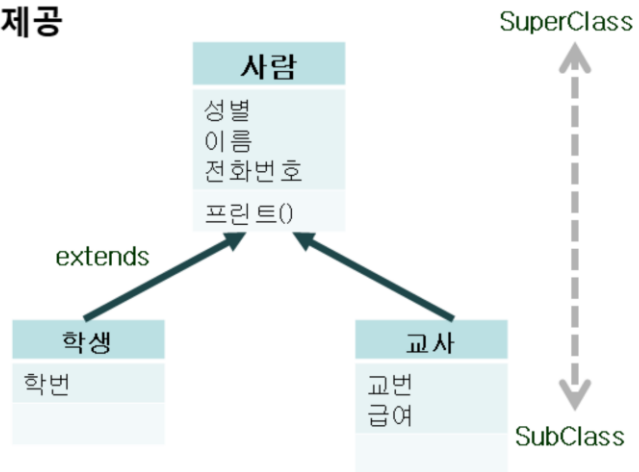 제공
SuperClass
사람
성별
이름
전화번호
프린트()
extends
학생
학번
교사
교번
급여
SubClass